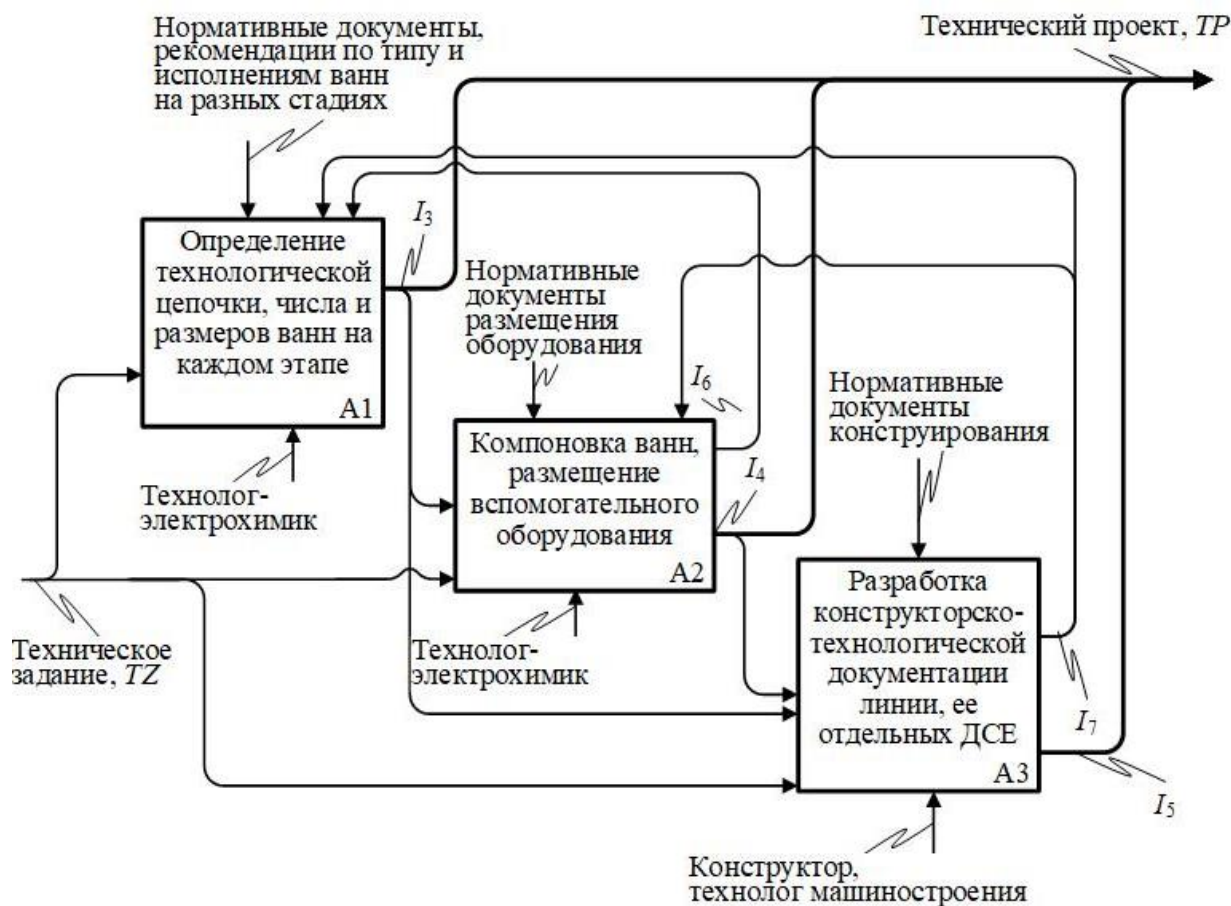 Нормативные документы,
рекомендации по типу и
исполнениям ванн
на разных стадиях
Технический проект, TP
I3
Определение
технологической
цепочки, числа и
размеров ванн на
каждом этапе
A1
Нормативные
документы
размещения
оборудования
I6
Нормативные
документы
конструирования
Компоновка ванн,
размещение
вспомогательного
оборудования
A2
I4
Технолог-
электрохимик
Разработка
конструкторско-
технологической
документации
линии, ее
отдельных ДСЕ
A3
Техническое
задание, TZ
Технолог-
электрохимик
I7
I5
Конструктор,
технолог машиностроения